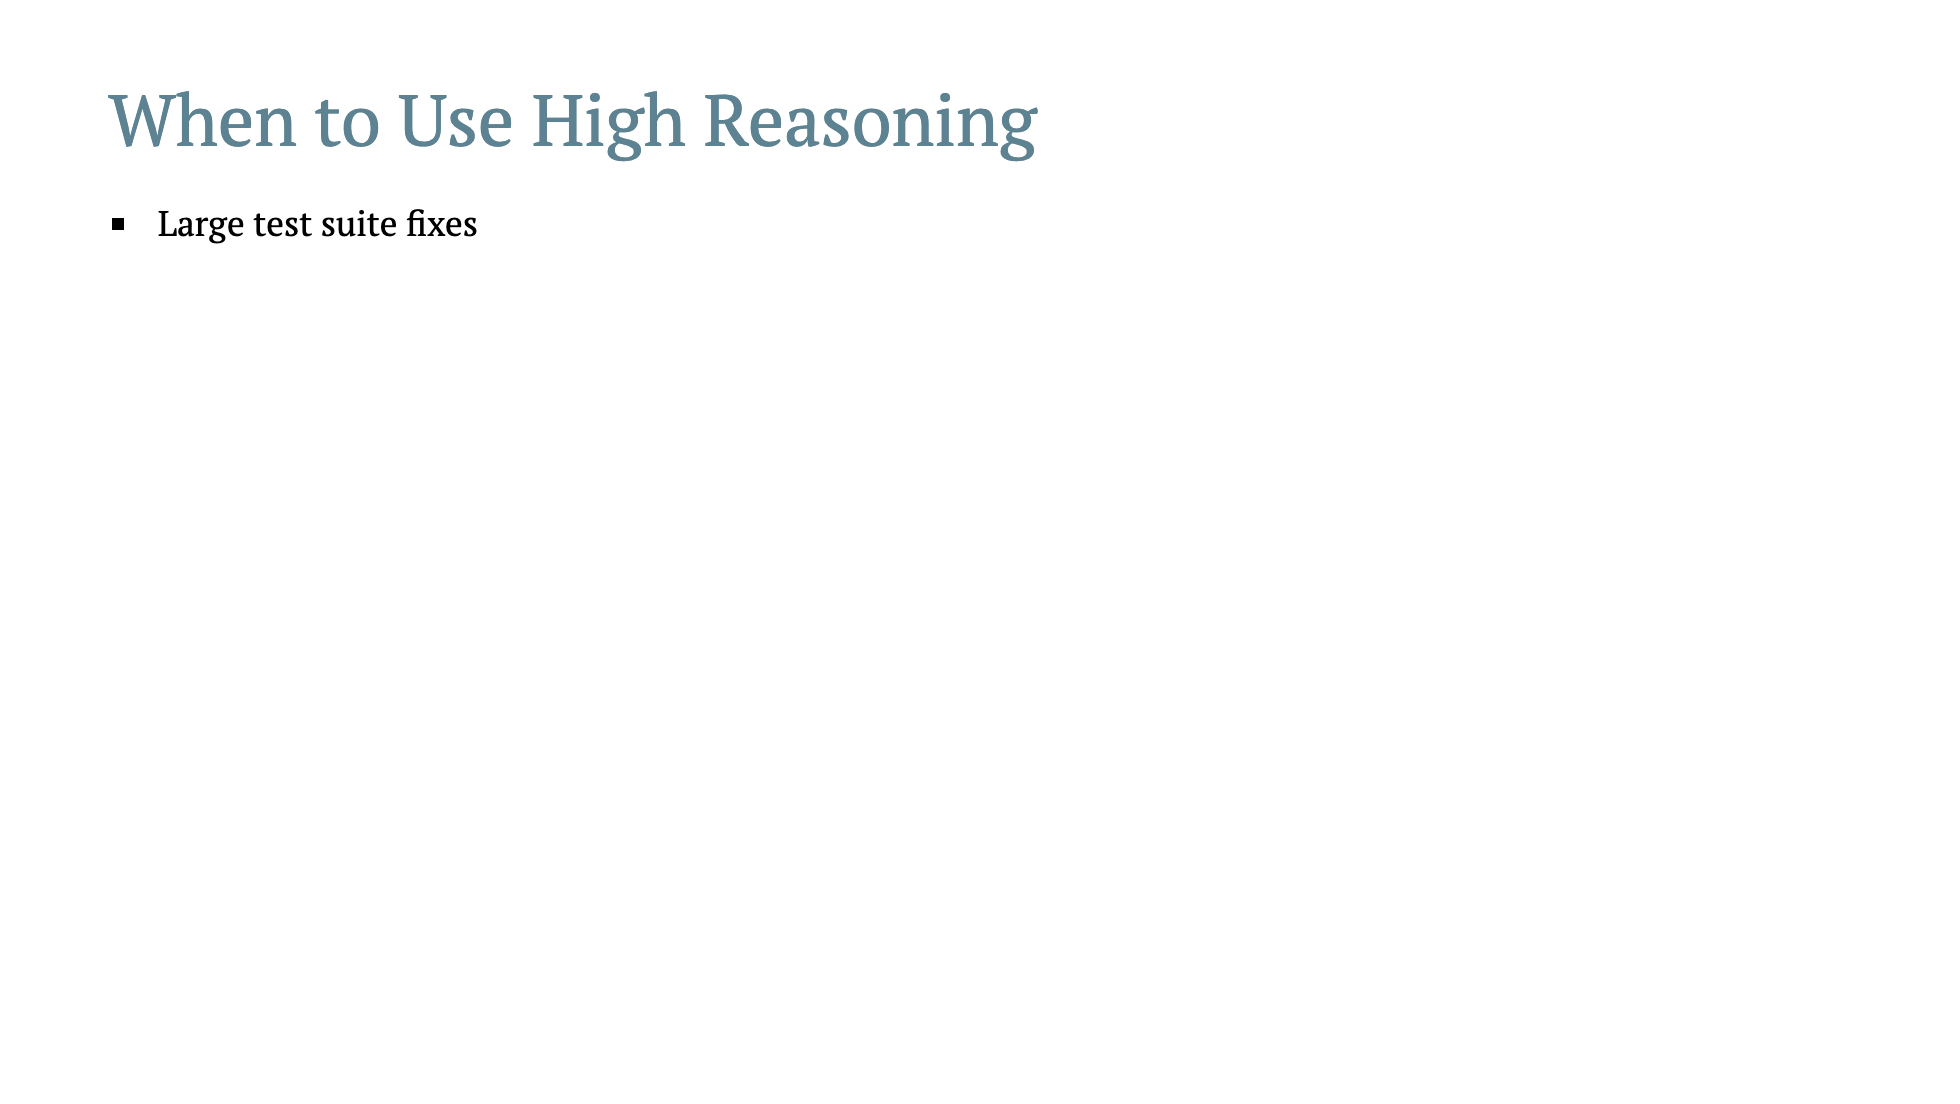 When to Use High Reasoning
▪ Large test suite fixes